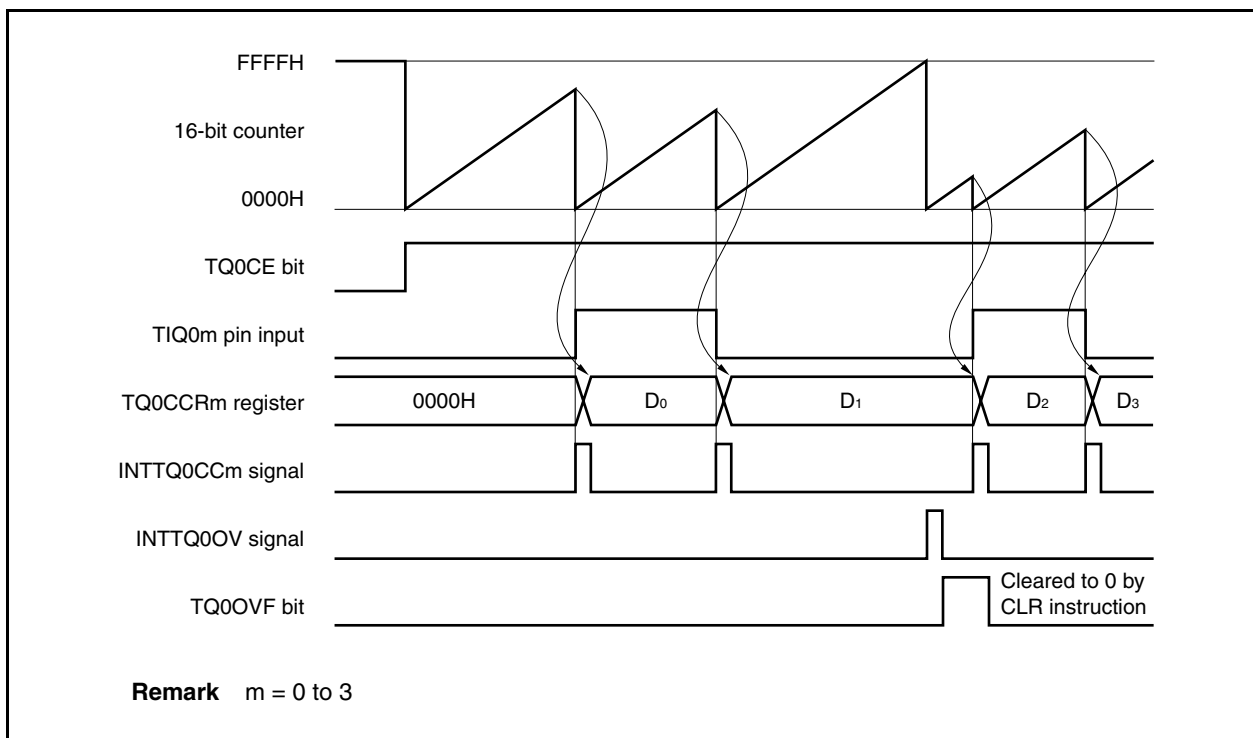 FFFFH
16-bit counter
0000H
TQ0CE bit
TIQ0m pin input
TQ0CCRm register
0000H D0 D1 D2 D3
INTTQ0CCm signal
INTTQ0OV signal
TQ0OVF bit
Cleared to 0 by
CLR instruction
Remark m = 0 to 3